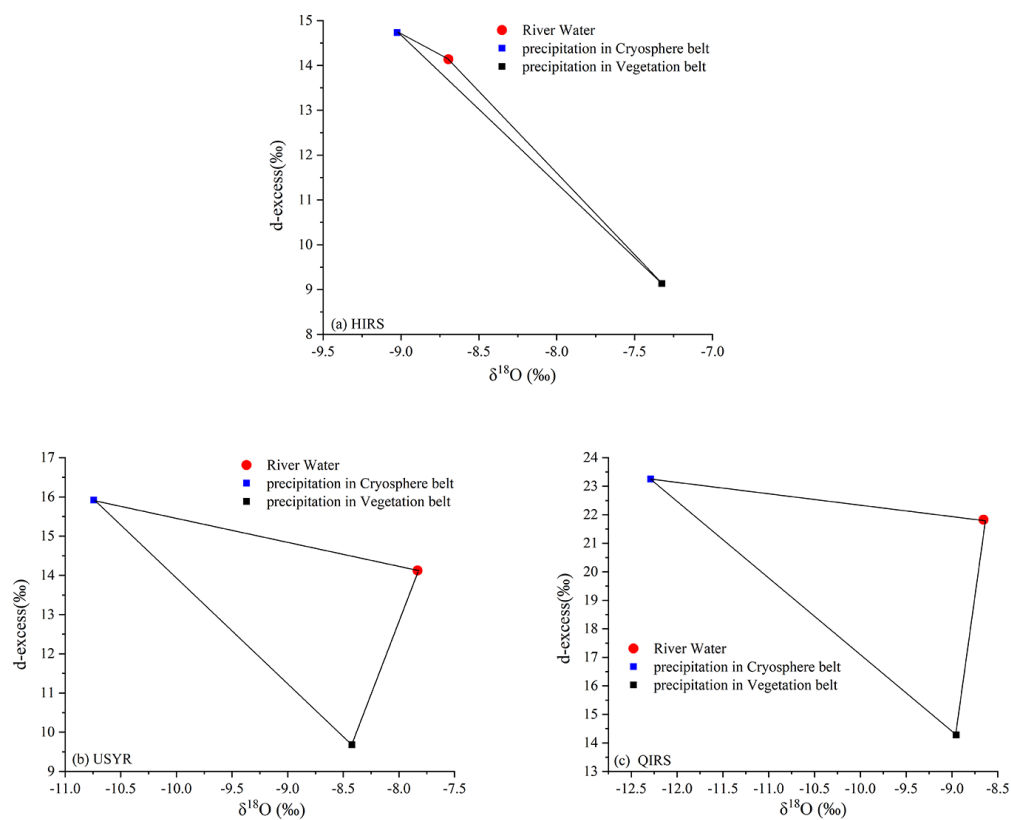 15
14
13
12
11
10
9
8
d-excess(‰)
River Water
precipitation in Cryosphere belt
precipitation in Vegetation belt
(a) HIRS
-9.5 -9.0 -8.5 -8.0 -7.5 -7.0
δ¹⁸O (‰)
17
16
15
14
13
12
11
10
9
d-excess(‰)
River Water
precipitation in Cryosphere belt
precipitation in Vegetation belt
(b) USYR
-11.0 -10.5 -10.0 -9.5 -9.0 -8.5 -8.0 -7.5
δ¹⁸O (‰)
24
23
22
21
20
19
18
17
16
15
14
13
d-excess(‰)
River Water
precipitation in Cryosphere belt
precipitation in Vegetation belt
(c) QIRS
-12.5 -12.0 -11.5 -11.0 -10.5 -10.0 -9.5 -9.0 -8.5
δ¹⁸O (‰)